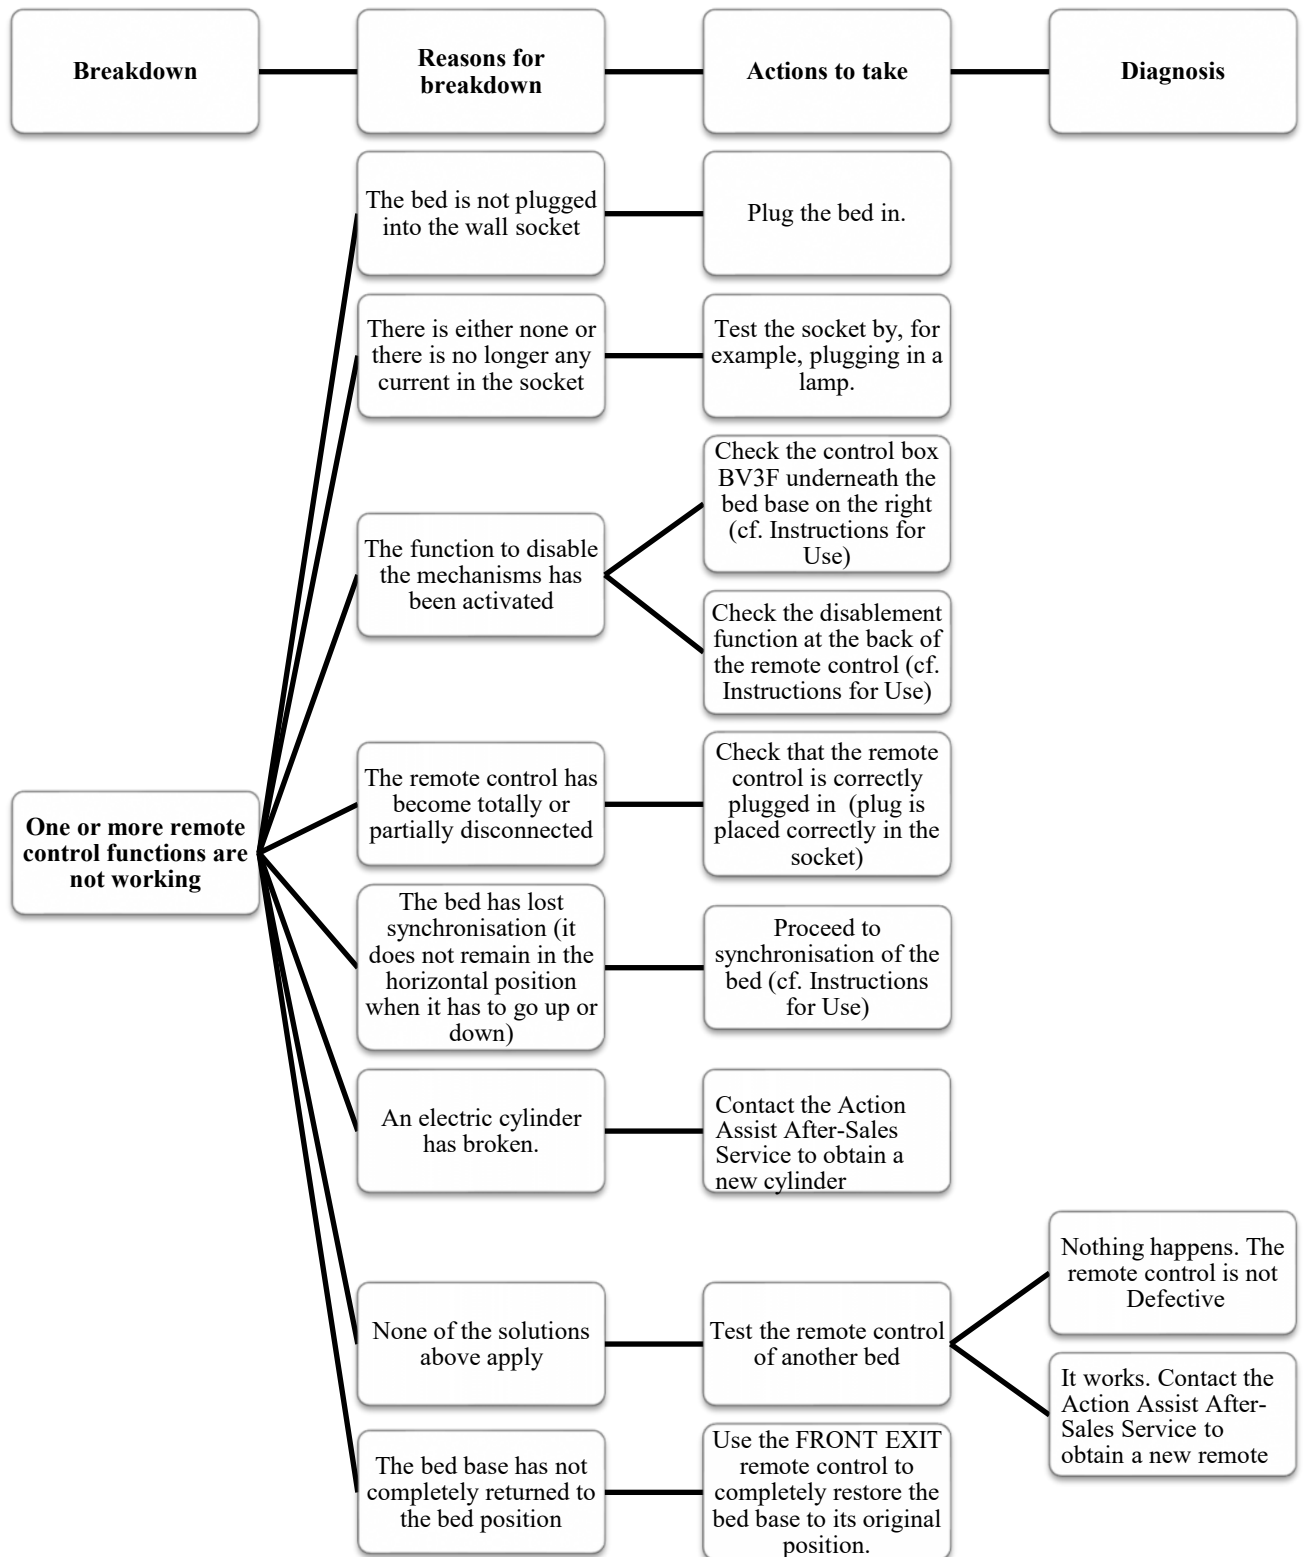 Breakdown
Reasons for
breakdown
Actions to take
Diagnosis
The bed is not plugged
into the wall socket
Plug the bed in.
There is either none or
there is no longer any
current in the socket
Test the socket by, for
example, plugging in a
lamp.
The function to disable
the mechanisms has
been activated
Check the control box
BV3F underneath the
bed base on the right
(cf. Instructions for
Use)
Check the disablement
function at the back of
the remote control (cf.
Instructions for Use)
One or more remote
control functions are
not working
The remote control has
become totally or
partially disconnected
Check that the remote
control is correctly
plugged in  (plug is
placed correctly in the
socket)
The bed has lost
synchronisation (it
does not remain in the
horizontal position
when it has to go up or
down)
Proceed to
synchronisation of the
bed (cf. Instructions
for Use)
An electric cylinder
has broken.
Contact the Action
Assist After-Sales
Service to obtain a
new cylinder
None of the solutions
above apply
Test the remote control
of another bed
Nothing happens. The
remote control is not
Defective
It works. Contact the
Action Assist After-
Sales Service to
obtain a new remote
The bed base has not
completely returned to
the bed position
Use the FRONT EXIT
remote control to
completely restore the
bed base to its original
position.